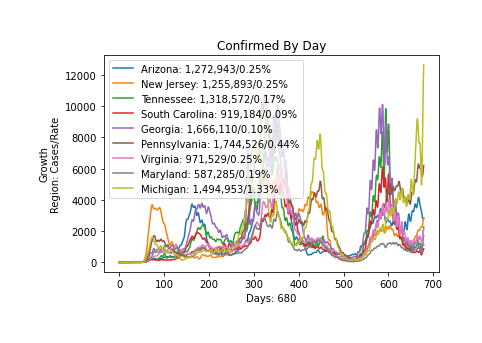 Confirmed By Day
Growth
Region: Cases/Rate
12000
10000
8000
6000
4000
2000
0
Arizona: 1,272,943/0.25%
New Jersey: 1,255,893/0.25%
Tennessee: 1,318,572/0.17%
South Carolina: 919,184/0.09%
Georgia: 1,666,110/0.10%
Pennsylvania: 1,744,526/0.44%
Virginia: 971,529/0.25%
Maryland: 587,285/0.19%
Michigan: 1,494,953/1.33%
0 100 200 300 400 500 600 700
Days: 680